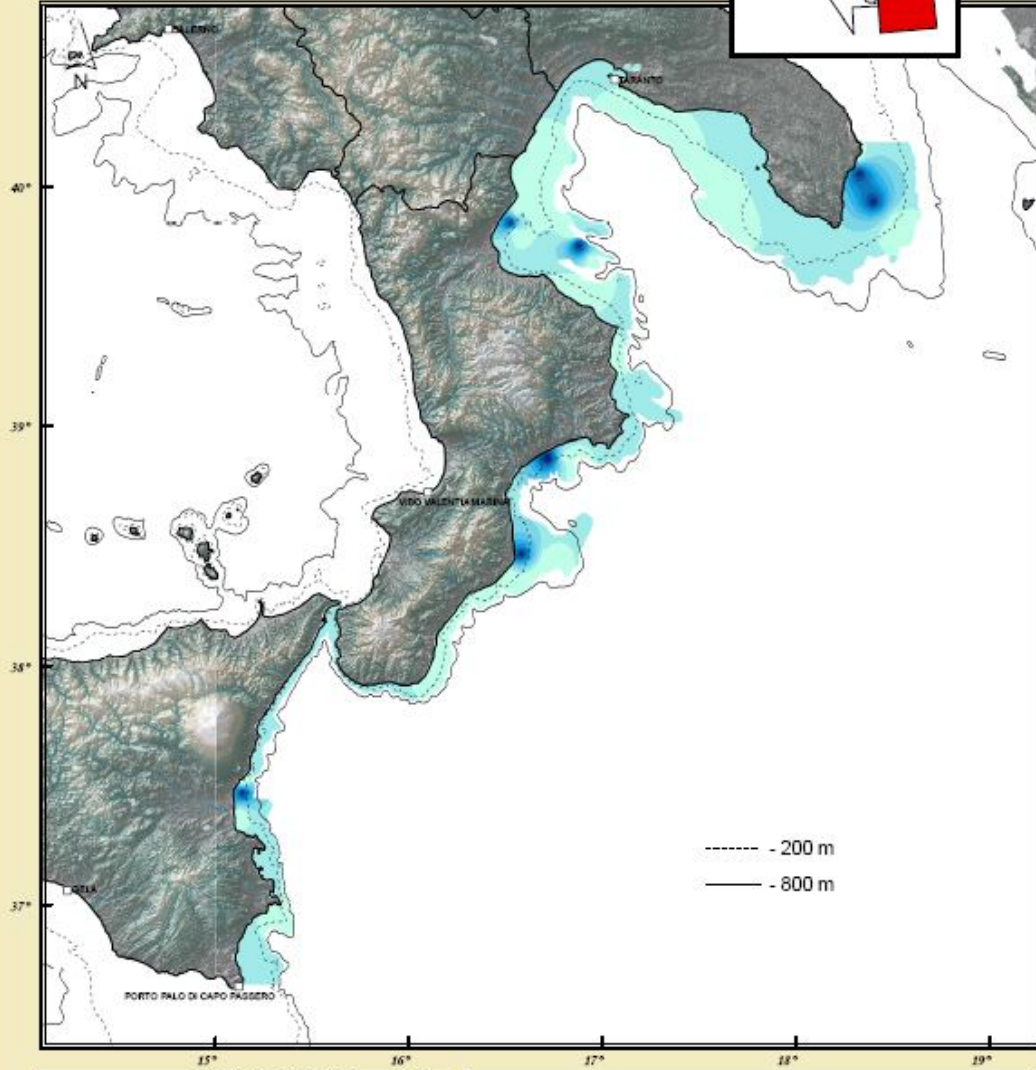 SALERNO
N
TARANTO
40°
39°
VIBO VALENTIA MARINA
38°
- 200 m
- 800 m
GELA
37°
PORTO PALO DI CAPO PASSERO
15° 16° 17° 18° 19°